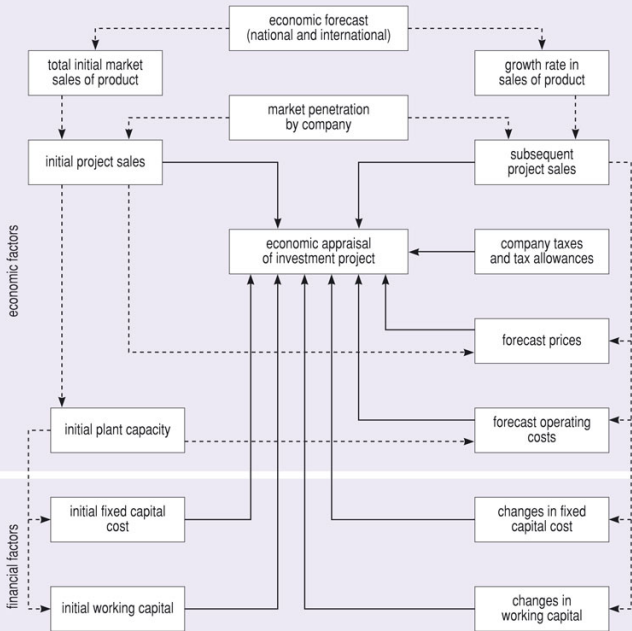 economic forecast
(national and international)
total initial market
sales of product
growth rate in
sales of product
market penetration
by company
initial project sales
subsequent
project sales
economic appraisal
of investment project
company taxes
and tax allowances
economic factors
forecast prices
initial plant capacity
forecast operating
costs
financial factors
initial fixed capital
cost
changes in fixed
capital cost
initial working capital
changes in
working capital